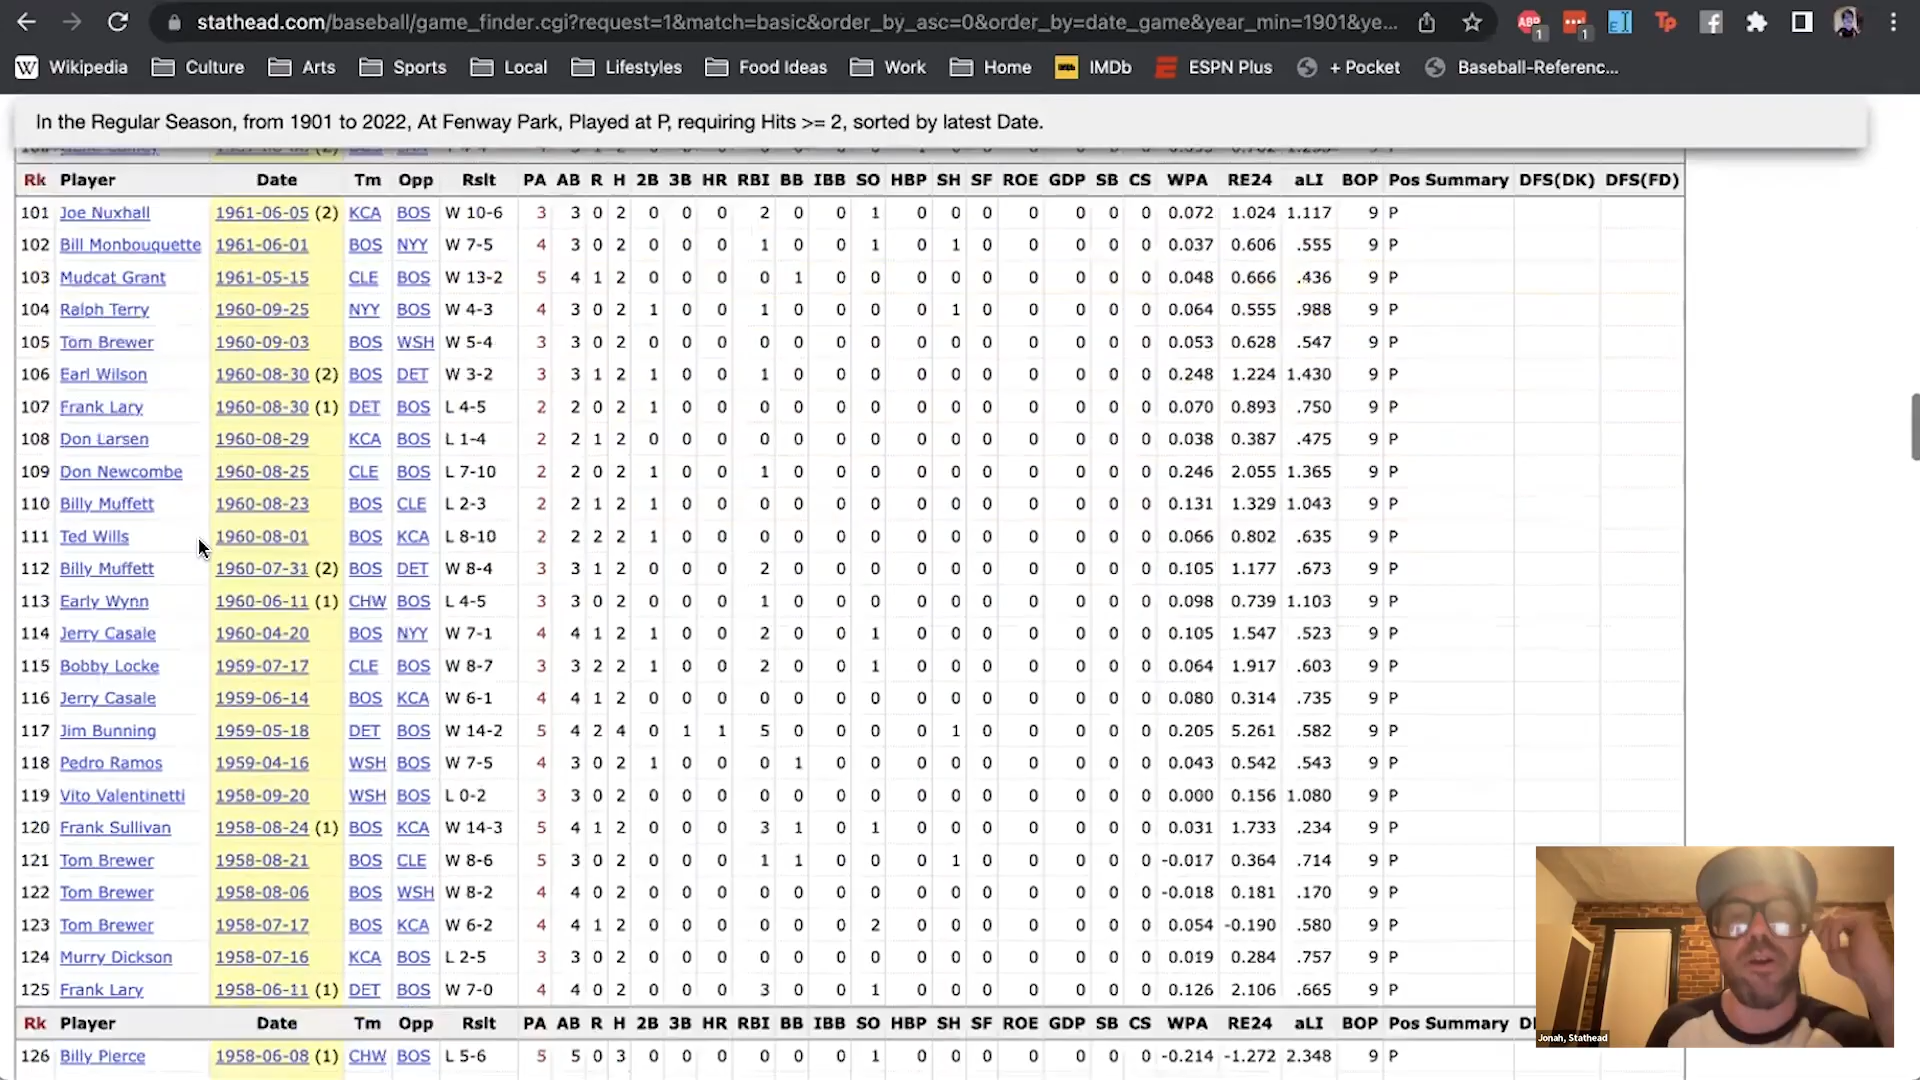 stathead.com/baseball/game_finder.cgi?request=1&match=basic&order_by_asc=0&order_by=date_game&year_min=1901&ye...
1 1
Wikipedia Culture Arts Sports Local Lifestyles Food Ideas Work Home IMDb ESPN Plus + Pocket Baseball-Referenc...
In the Regular Season, from 1901 to 2022, At Fenway Park, Played at P, requiring Hits >= 2, sorted by latest Date.
Rk Player Date Tm Opp Rslt PA AB R H 2B 3B HR RBI BB IBB SO HBP SH SF ROE GDP SB CS WPA RE24 aLI BOP Pos Summary DFS(DK) DFS(FD)
101 Joe Nuxhall 1961-06-05 (2) KCA BOS W 10-6 3 3 0 2 0 0 0 2 0 0 1 0 0 0 0 0 0 0 0.072 1.024 1.117 9 P
102 Bill Monbouquette 1961-06-01 BOS NYY W 7-5 4 3 0 2 0 0 0 1 0 0 1 0 1 0 0 0 0 0 0.037 0.606 .555 9 P
103 Mudcat Grant 1961-05-15 CLE BOS W 13-2 5 4 1 2 0 0 0 0 1 0 0 0 0 0 0 0 0 0 0.048 0.666 .436 9 P
104 Ralph Terry 1960-09-25 NYY BOS W 4-3 4 3 0 2 1 0 0 1 0 0 0 0 1 0 0 0 0 0 0.064 0.555 .988 9 P
105 Tom Brewer 1960-09-03 BOS WSH W 5-4 3 3 0 2 0 0 0 0 0 0 0 0 0 0 0 0 0 0 0.053 0.628 .547 9 P
106 Earl Wilson 1960-08-30 (2) BOS DET W 3-2 3 3 1 2 1 0 0 1 0 0 0 0 0 0 0 0 0 0 0.248 1.224 1.430 9 P
107 Frank Lary 1960-08-30 (1) DET BOS L 4-5 2 2 0 2 1 0 0 0 0 0 0 0 0 0 0 0 0 0 0.070 0.893 .750 9 P
108 Don Larsen 1960-08-29 KCA BOS L 1-4 2 2 1 2 0 0 0 0 0 0 0 0 0 0 0 0 0 0 0.038 0.387 .475 9 P
109 Don Newcombe 1960-08-25 CLE BOS L 7-10 2 2 0 2 1 0 0 1 0 0 0 0 0 0 0 0 0 0 0.246 2.055 1.365 9 P
110 Billy Muffett 1960-08-23 BOS CLE L 2-3 2 2 1 2 1 0 0 0 0 0 0 0 0 0 0 0 0 0 0.131 1.329 1.043 9 P
111 Ted Wills 1960-08-01 BOS KCA L 8-10 2 2 2 2 1 0 0 0 0 0 0 0 0 0 0 0 0 0 0.066 0.802 .635 9 P
112 Billy Muffett 1960-07-31 (2) BOS DET W 8-4 3 3 1 2 0 0 0 2 0 0 0 0 0 0 0 0 0 0 0.105 1.177 .673 9 P
113 Early Wynn 1960-06-11 (1) CHW BOS L 4-5 3 3 0 2 0 0 0 1 0 0 0 0 0 0 0 0 0 0 0.098 0.739 1.103 9 P
114 Jerry Casale 1960-04-20 BOS NYY W 7-1 4 4 1 2 1 0 0 2 0 0 1 0 0 0 0 0 0 0 0.105 1.547 .523 9 P
115 Bobby Locke 1959-07-17 CLE BOS W 8-7 3 3 2 2 1 0 0 2 0 0 1 0 0 0 0 0 0 0 0.064 1.917 .603 9 P
116 Jerry Casale 1959-06-14 BOS KCA W 6-1 4 4 1 2 0 0 0 0 0 0 0 0 0 0 0 0 0 0 0.080 0.314 .735 9 P
117 Jim Bunning 1959-05-18 DET BOS W 14-2 5 4 2 4 0 1 1 5 0 0 0 0 1 0 0 0 0 0 0.205 5.261 .582 9 P
118 Pedro Ramos 1959-04-16 WSH BOS W 7-5 4 3 0 2 1 0 0 0 1 0 0 0 0 0 0 0 0 0 0.043 0.542 .543 9 P
119 Vito Valentinetti 1958-09-20 WSH BOS L 0-2 3 3 0 2 0 0 0 0 0 0 0 0 0 0 0 0 0 0 0.000 0.156 1.080 9 P
120 Frank Sullivan 1958-08-24 (1) BOS KCA W 14-3 5 4 1 2 0 0 0 3 1 0 1 0 0 0 0 0 0 0 0.031 1.733 .234 9 P
121 Tom Brewer 1958-08-21 BOS CLE W 8-6 5 3 0 2 0 0 0 1 1 0 0 0 1 0 0 0 0 0 -0.017 0.364 .714 9 P
122 Tom Brewer 1958-08-06 BOS WSH W 8-2 4 4 0 2 0 0 0 0 0 0 0 0 0 0 0 0 0 0 -0.018 0.181 .170 9 P
123 Tom Brewer 1958-07-17 BOS KCA W 6-2 4 4 1 2 0 0 0 0 0 0 2 0 0 0 0 0 0 0 0.054 -0.190 .580 9 P
124 Murry Dickson 1958-07-16 KCA BOS L 2-5 3 3 0 2 0 0 0 0 0 0 0 0 0 0 0 0 0 0 0.019 0.284 .757 9 P
125 Frank Lary 1958-06-11 (1) DET BOS W 7-0 4 4 0 2 0 0 0 3 0 0 1 0 0 0 0 0 0 0 0.126 2.106 .665 9 P
Jonah, Stathead
Rk Player Date Tm Opp Rslt PA AB R H 2B 3B HR RBI BB IBB SO HBP SH SF ROE GDP SB CS WPA RE24 aLI BOP Pos Summary
126 Billy Pierce 1958-06-08 (1) CHW BOS L 5-6 5 5 0 3 0 0 0 0 0 0 1 0 0 0 0 0 0 0 -0.214 -1.272 2.348 9 P